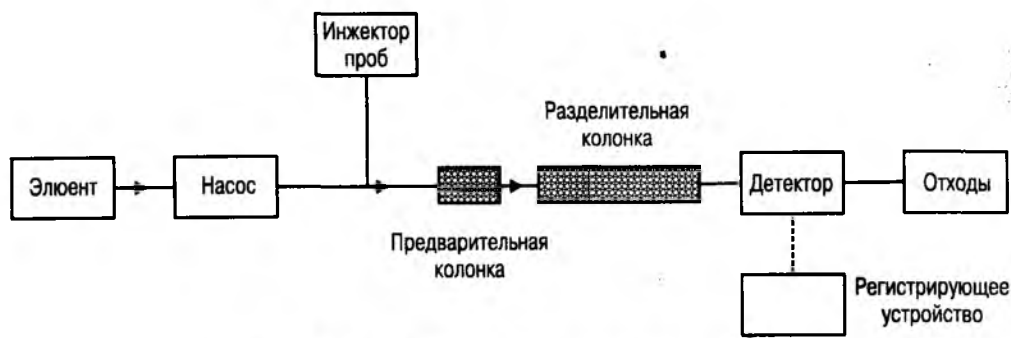 Инжектор
проб
Разделительная
колонка
Элюент
Насос
Детектор
Отходы
Предварительная
колонка
Регистрирующее
устройство